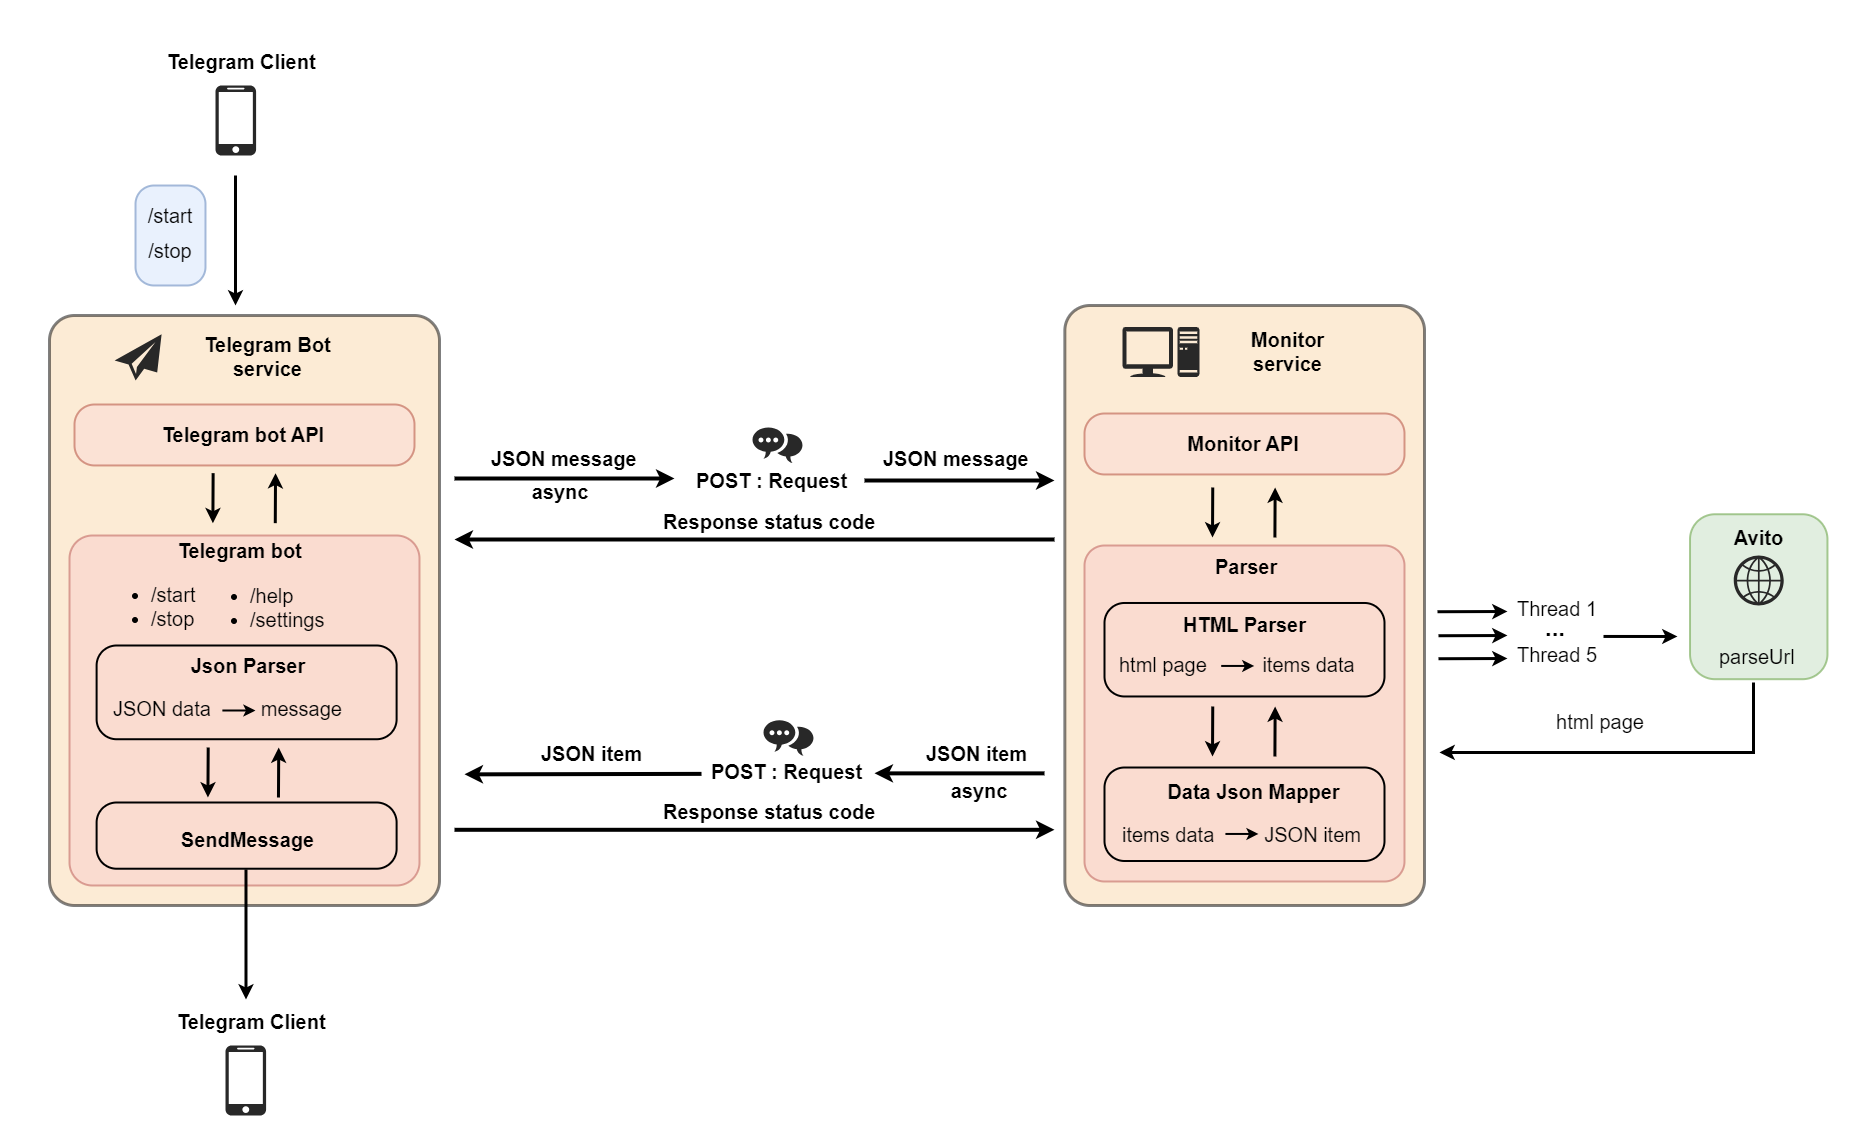 Telegram Client
/start
/stop
Telegram Bot
service
Telegram bot API
Telegram bot
/start
/stop
/help
/settings
Json Parser
JSON data
message
SendMessage
Telegram Client
JSON message
async
POST : Request
JSON message
Response status code
JSON item
POST : Request
JSON item
async
Response status code
Monitor
service
Monitor API
Parser
HTML Parser
html page
items data
Data Json Mapper
items data
JSON item
Thread 1
...
Thread 5
Avito
parseUrl
html page